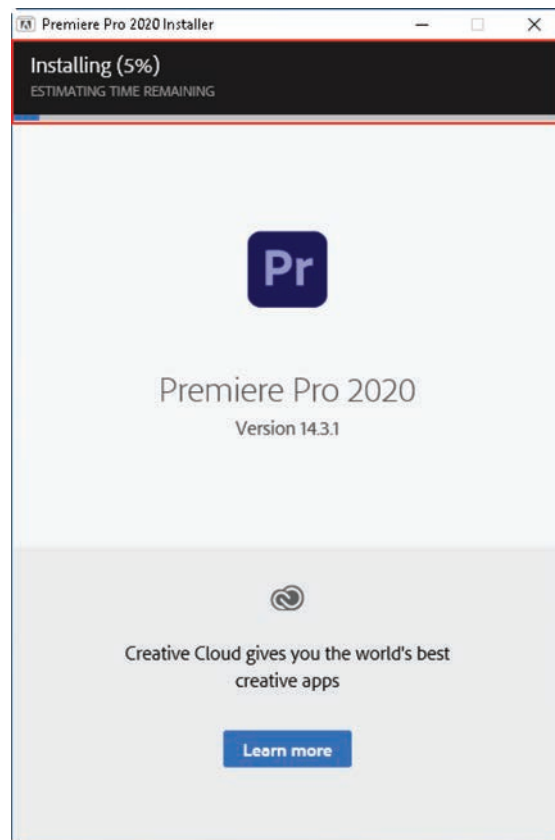 Premiere Pro 2020 Installer
Installing (5%)
ESTIMATING TIME REMAINING
Pr
Premiere Pro 2020
Version 14.3.1
Creative Cloud gives you the world's best
creative apps
Learn more